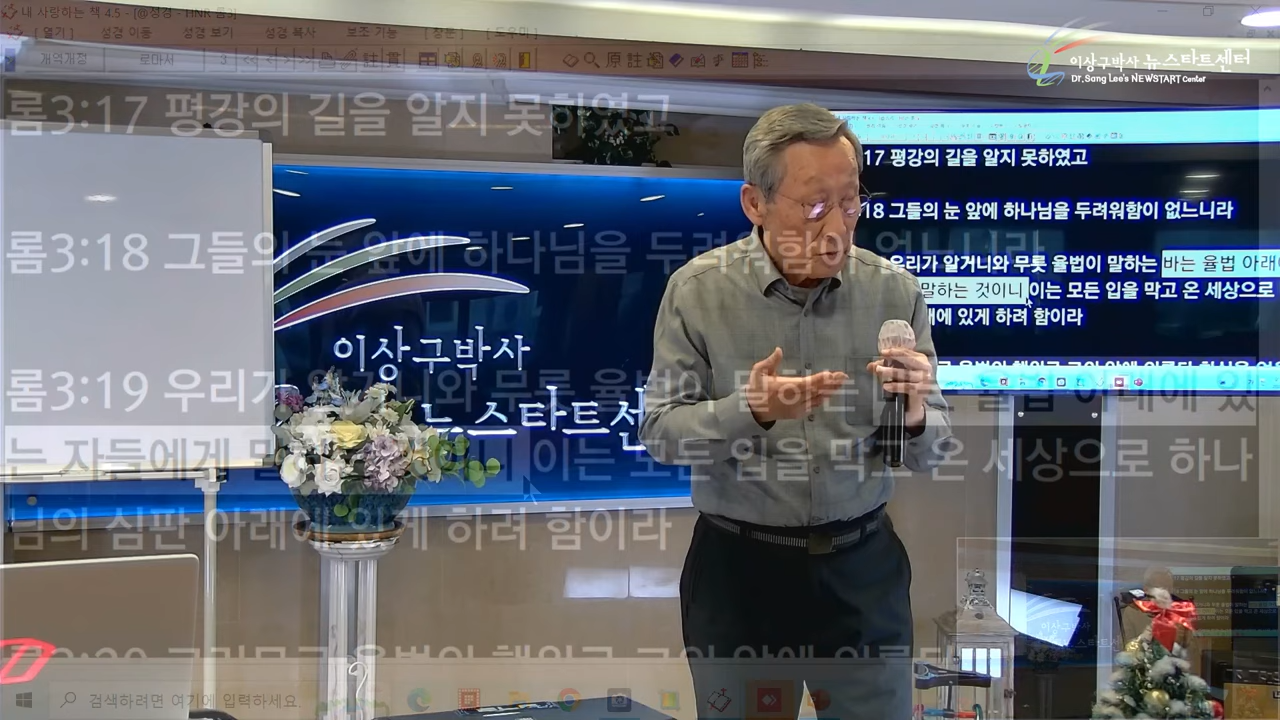 내 사랑하는 책 4.5 - [@성경 - HNR 롬3]
[열기] 성경 이동 성경 보기 성경 복사 보조 기능 [창문] [도우미]
개역개정 로마서 3
이상구박사 뉴스타트센터
Dr.Sang Lee's NEWSTART Center
롬3:17 평강의 길을 알지 못하였고
롬3:18 그들의 눈 앞에 하나님을 두려워함이 없느니라
롬3:19 우리가 알거니와 무릇 율법이 말하는 바는 율법 아래에 있
는 자들에게 말하는 것이니 이는 모든 입을 막고 온 세상으로 하나
님의 심판 아래에 있게 하려 함이라
17 평강의 길을 알지 못하였고
18 그들의 눈 앞에 하나님을 두려워함이 없느니라
우리가 알거니와 무릇 율법이 말하는 바는 율법 아래에
말하는 것이니 이는 모든 입을 막고 온 세상으로
래에 있게 하려 함이라
이상구박사
뉴스타트센
검색하려면 여기에 입력하세요.